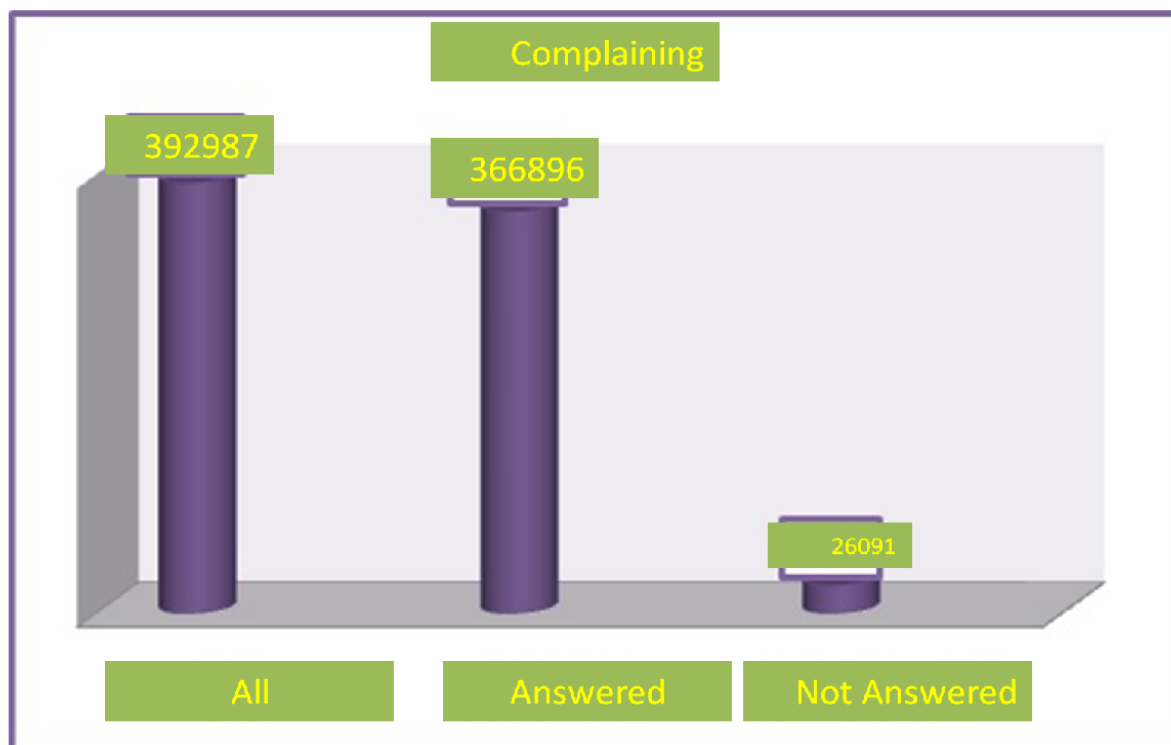 Complaining
392987
366896
26091
All
Answered
Not Answered